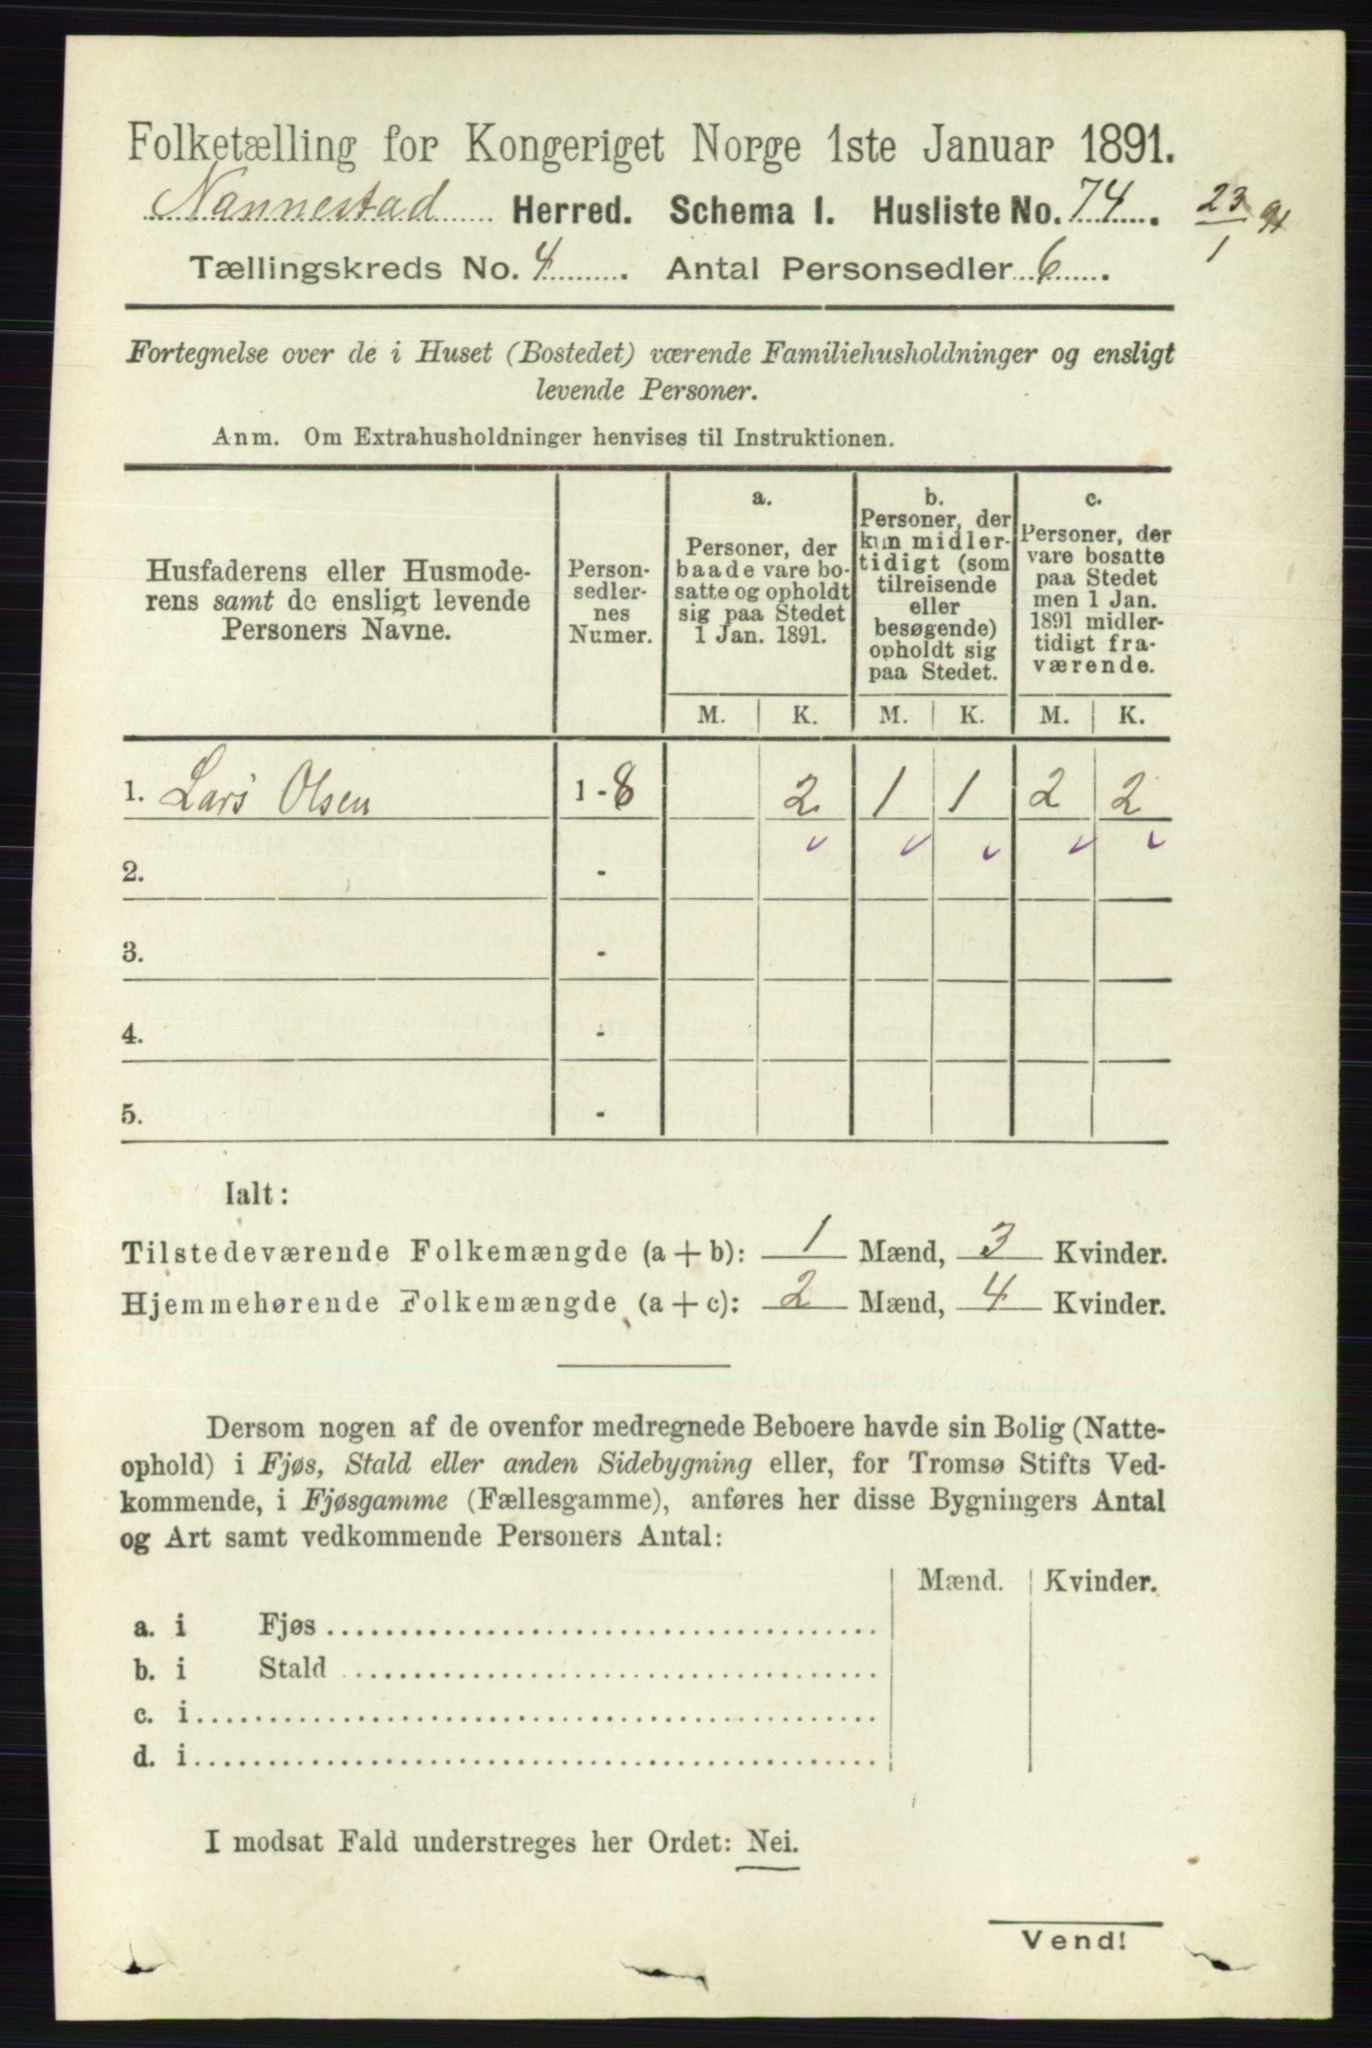 Folketælling for Kongeriget Norge 1ste Januar 1891.
Nannestad Herred. Schema 1. Husliste No. 74.
23/1 91
Tællingskreds No. 4. Antal Personsedler 6.
Fortegnelse over de i Huset (Bostedet) værende Familiehusholdninger og ensligt
levende Personer.
Anm. Om Extrahusholdninger henvises til Instruktionen.
Husfaderens eller Husmode-
rens samt de ensligt levende
Personers Navne.
Person-
sedler-
nes
Numer.
a.
Personer, der
baade vare bo-
satte og opholdt
sig paa Stedet
1 Jan. 1891.
b.
Personer, der
kun midler-
tidigt (som
tilreisende
eller
besøgende)
opholdt sig
paa Stedet.
c.
Personer, der
vare bosatte
paa Stedet
men 1 Jan.
1891 midler-
tidigt fra-
værende.
M. K. M. K. M. K.
1. Lars Olsen 1 - 8 2 1 1 2 2
2. -
3. -
4. -
5. -
Ialt:
Tilstedeværende Folkemængde (a + b): 1 Mænd, 3 Kvinder.
Hjemmehørende Folkemængde (a + c): 2 Mænd, 4 Kvinder.
Dersom nogen af de ovenfor medregnede Beboere havde sin Bolig (Natte-
ophold) i Fjøs, Stald eller anden Sidebygning eller, for Tromsø Stifts Ved-
kommende, i Fjøsgamme (Fællesgamme), anføres her disse Bygningers Antal
og Art samt vedkommende Personers Antal:
Mænd. Kvinder.
a. i Fjøs
b. i Stald
c. i
d. i
I modsat Fald understreges her Ordet: Nei.
Vend!